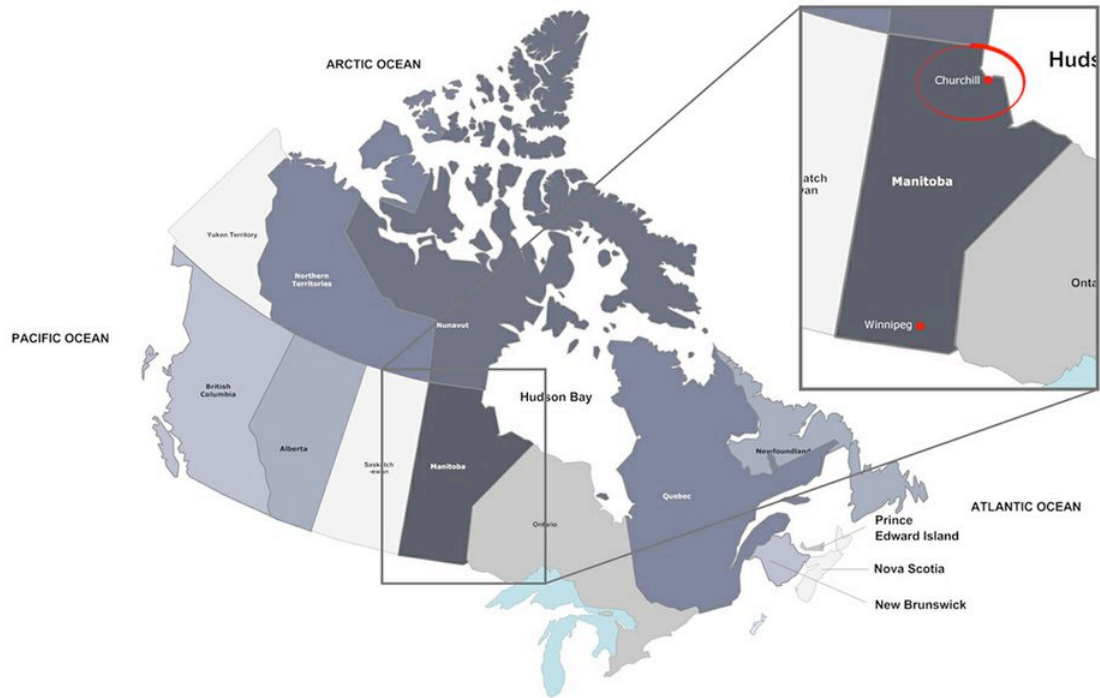 ARCTIC OCEAN
Huds
Churchill
atch
wan
Manitoba
Onta
Winnipeg
Yukon Territory
Northern
Territories
Nunavut
PACIFIC OCEAN
British
Columbia
Hudson Bay
Alberta
Saskatch
-ewan
Manitoba
Newfoundland
Quebec
Ontario
ATLANTIC OCEAN
Prince
Edward Island
Nova Scotia
New Brunswick